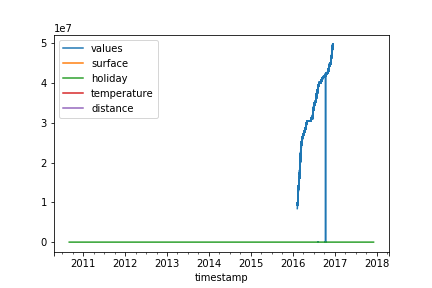 1e7
values
surface
holiday
temperature
distance
5
4
3
2
1
0
2011 2012 2013 2014 2015 2016 2017 2018
timestamp